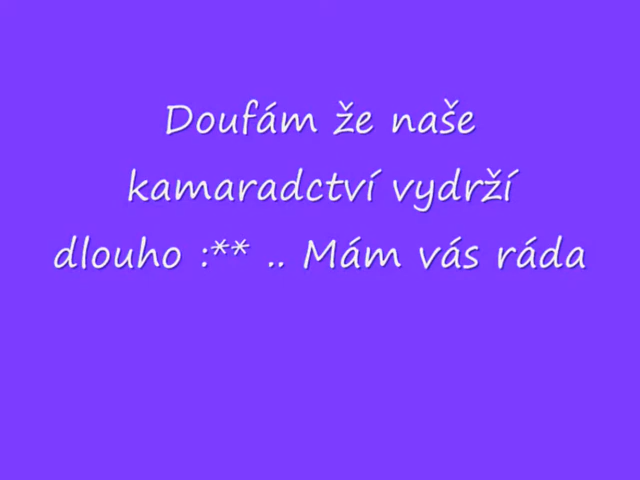 Doufám že naše
kamaradctví vydrží
dlouho :** .. Mám vás ráda